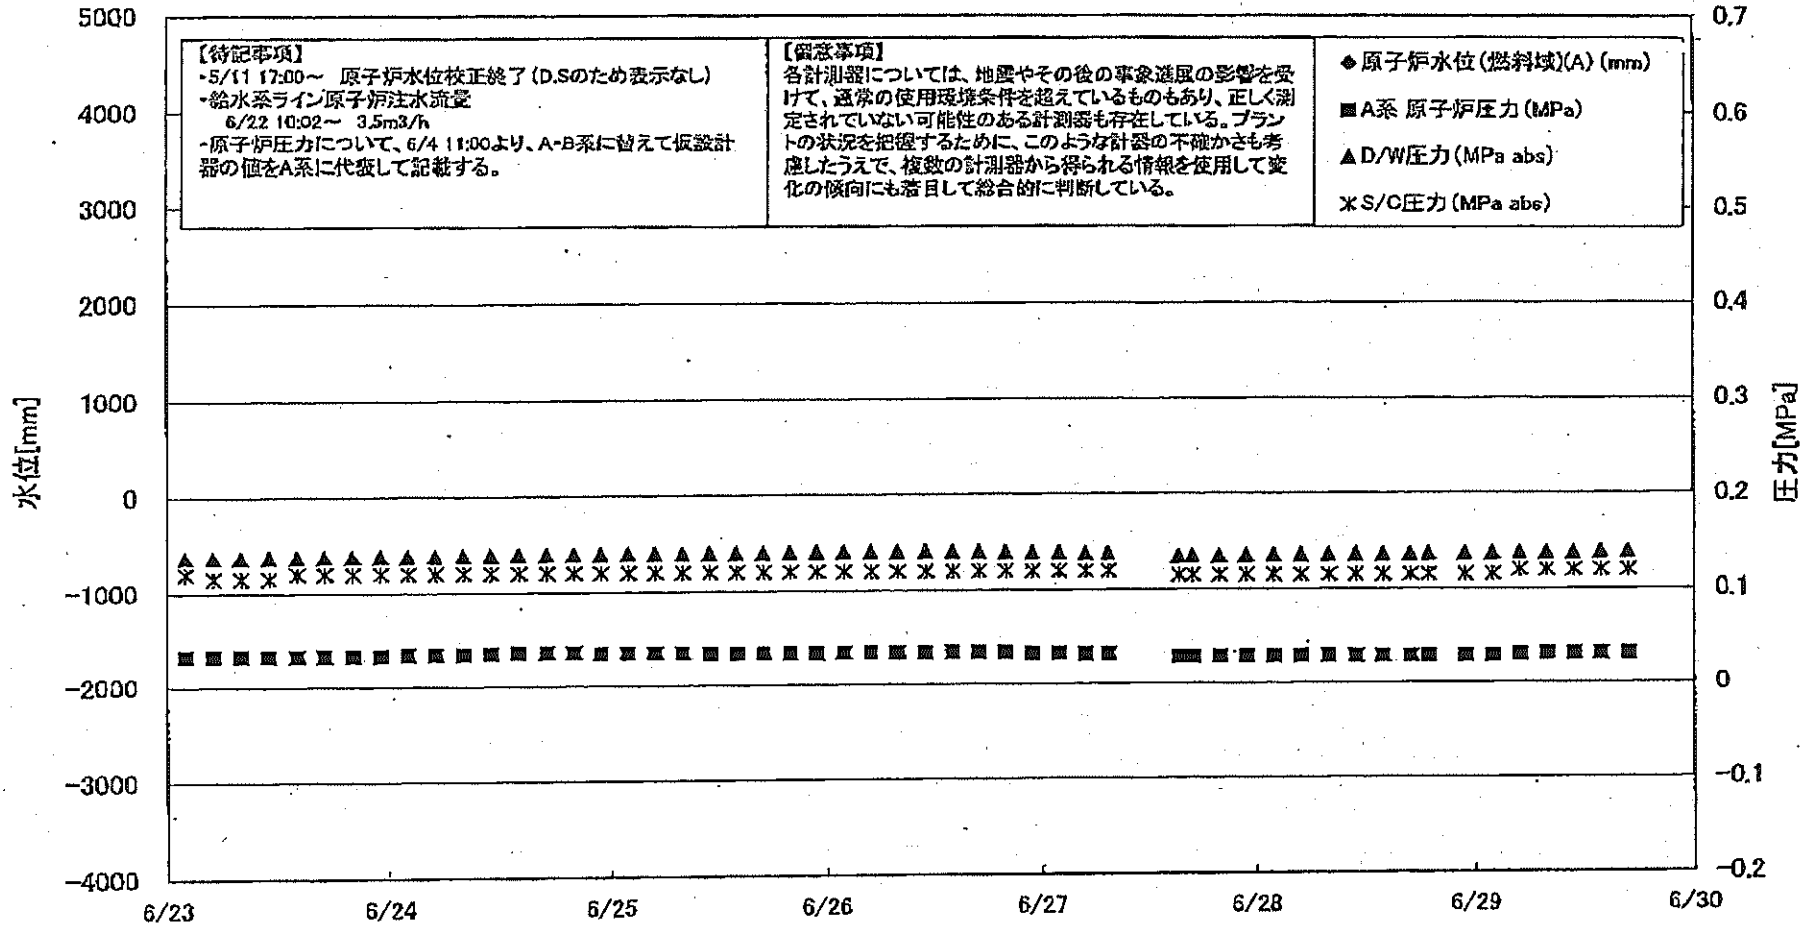 【特記事項】
・5/11 17:00～ 原子炉水位校正終了(D.Sのため表示なし)
・給水系ライン原子炉注水流量
6/22 10:02～ 3.5m3/h
・原子炉圧力について、6/4 11:00より、A・B系に替えて仮設計
器の値をA系に代表して記載する。
【留意事項】
各計測器については、地震やその後の事象進展の影響を受
けて、通常の使用環境条件を超えているものもあり、正しく測
定されていない可能性のある計測器も存在している。プラン
トの状況を把握するために、このような計器の不確かさも考
慮したうえで、複数の計測器から得られる情報を使用して変
化の傾向にも着目して総合的に判断している。
◆原子炉水位(燃料域)(A)(mm)
■A系 原子炉圧力(MPa)
▲D/W圧力(MPa abs)
S/C圧力(MPa abs)
水位[mm]
5000
4000
3000
2000
1000
0
-1000
-2000
-3000
-4000
圧力[MPa]
0.7
0.6
0.5
0.4
0.3
0.2
0.1
0
-0.1
-0.2
6/23 6/24 6/25 6/26 6/27 6/28 6/29 6/30